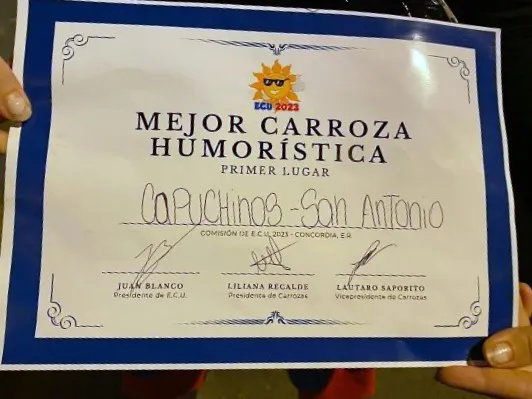 ECU 2023
MEJOR CARROZA
HUMORÍSTICA
PRIMER LUGAR
CAPUCHINOS - SAN ANTONIO
COMISIÓN DE E.C.U. 2023 - CONCORDIA, E.R.
JUAN BLANCO LILIANA RECALDE LAUTARO SAPORITO
Presidente de E.C.U. Presidenta de Carrozas Vicepresidente de Carrozas